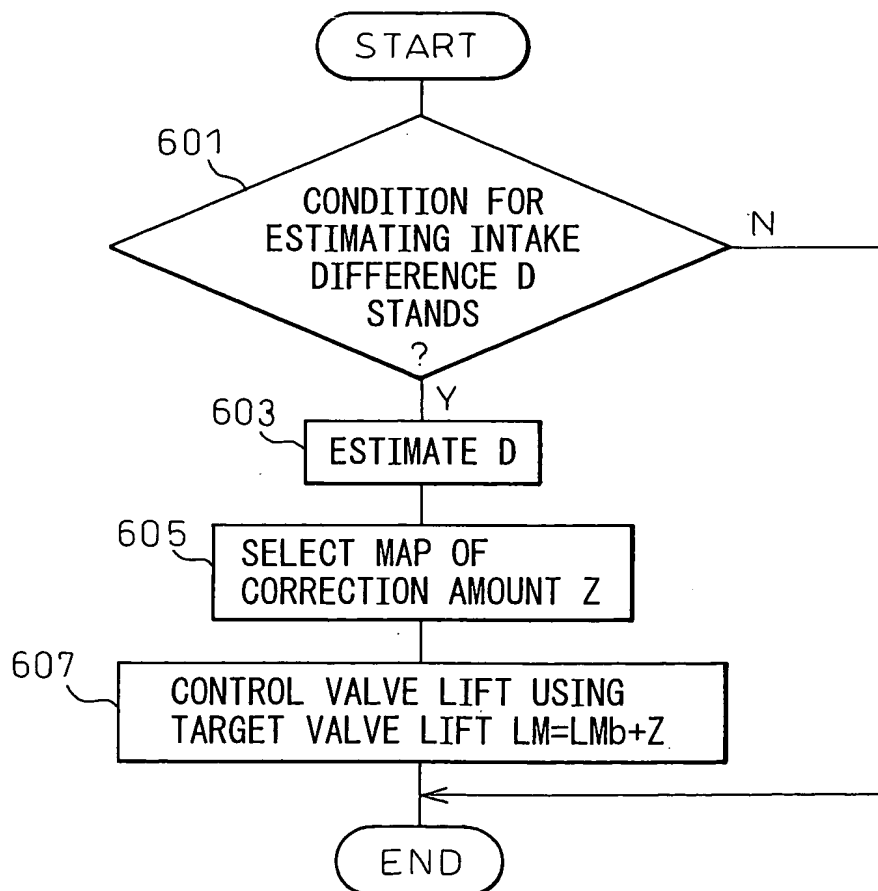 START
601
CONDITION FOR
ESTIMATING INTAKE
DIFFERENCE D
STANDS
?
N
Y
603
ESTIMATE D
605
SELECT MAP OF
CORRECTION AMOUNT Z
607
CONTROL VALVE LIFT USING
TARGET VALVE LIFT LM=LMb+Z
END